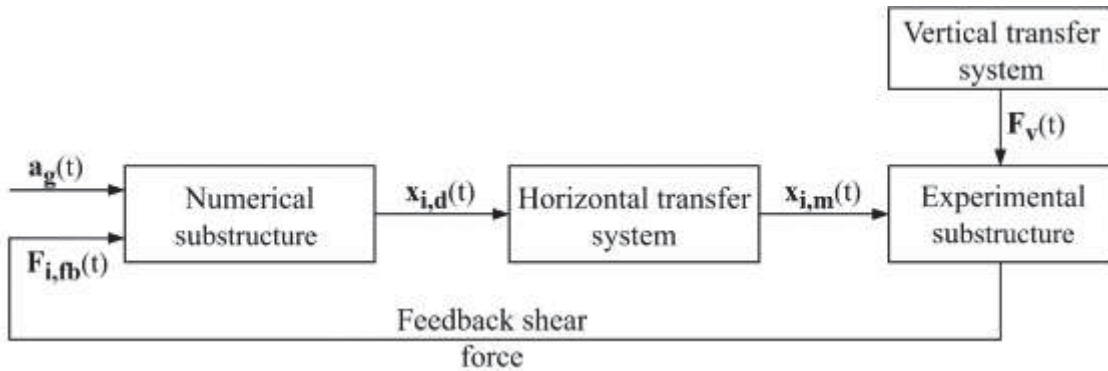 Vertical transfer
system
F_v(t)
a_g(t)
Numerical
substructure
x_i,d(t)
Horizontal transfer
system
x_i,m(t)
Experimental
substructure
F_i,fb(t)
Feedback shear
force